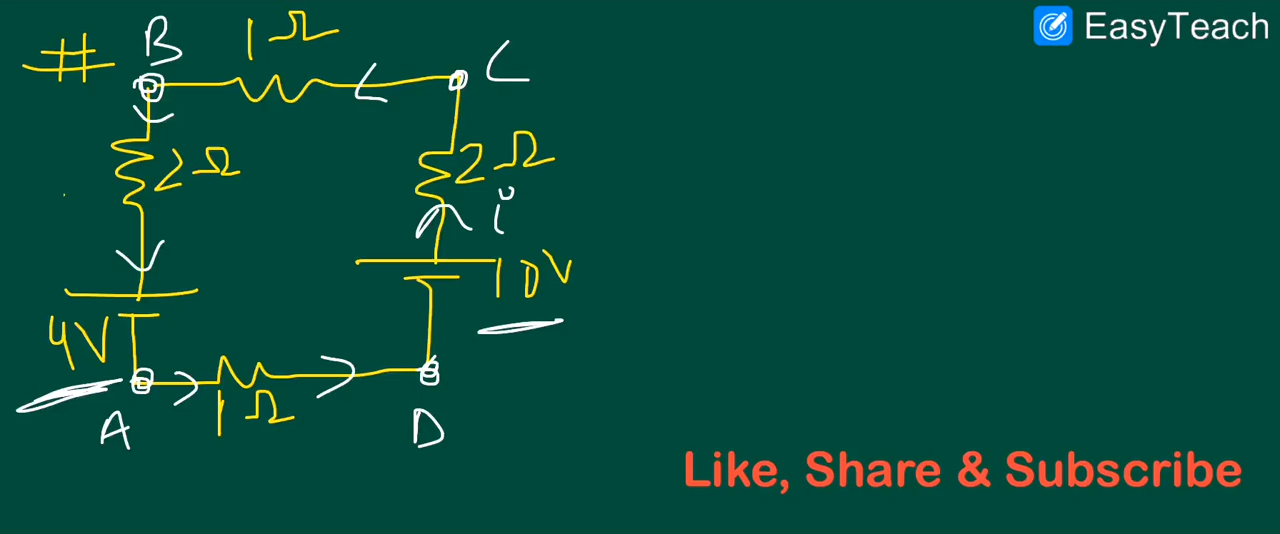 EasyTeach
#
B
1Ω
C
2Ω
2Ω
i
10V
4V
1Ω
A
D
Like, Share & Subscribe